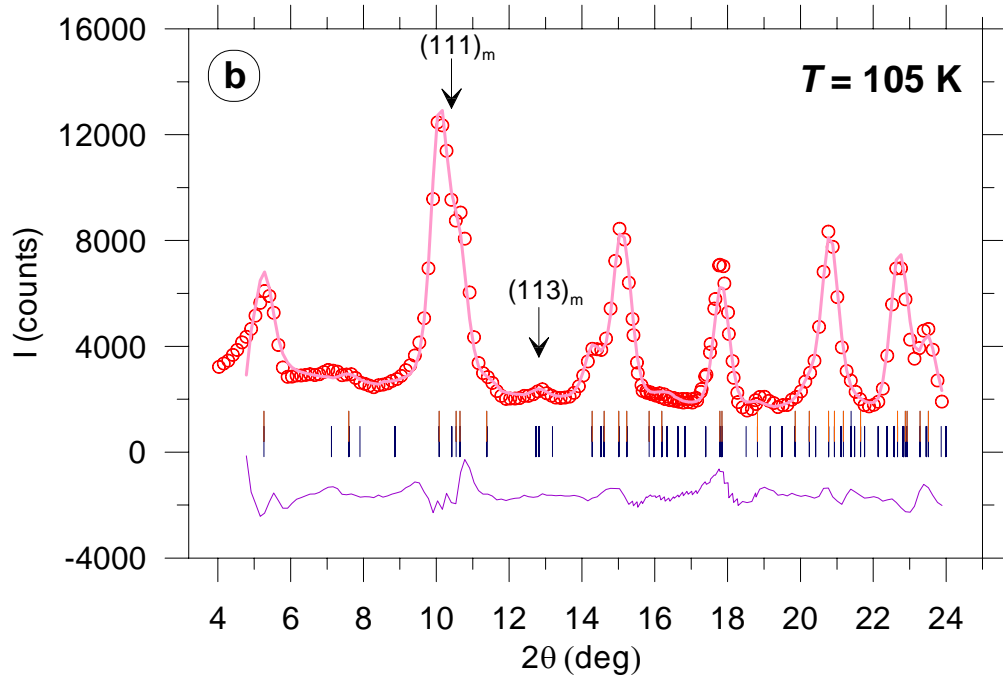 16000
(111)m
b
T = 105 K
12000
8000
(113)m
4000
0
-4000
I (counts)
4 6 8 10 12 14 16 18 20 22 24
2θ (deg)